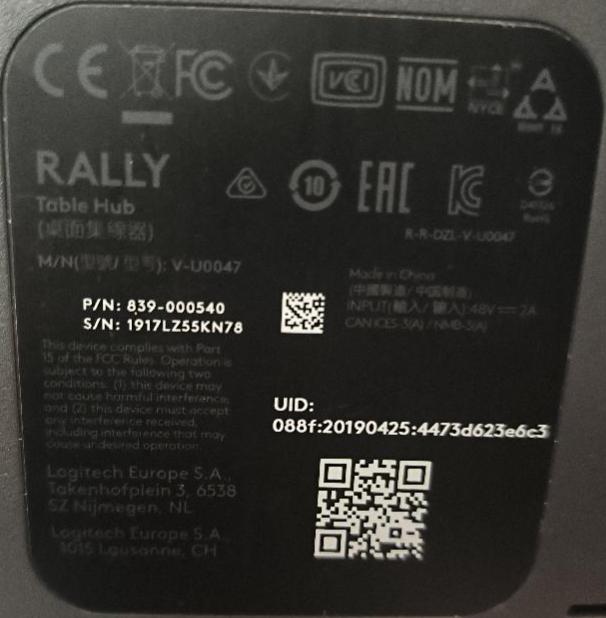 CE FC VCI NOM NYCE
RALLY
Table Hub
(桌面集線器)
10 EAC
R-R-DZL-V-U0047
M/N(型號/ 型号): V-U0047
Made in China
(中國製造/ 中国制造)
INPUT(輸入/ 输入):48V⎓2A
CAN ICES-3(A) / NMB-3(A)
P/N: 839-000540
S/N: 1917LZ55KN78
This device complies with Part
15 of the FCC Rules. Operation is
subject to the following two
conditions: (1) this device may
not cause harmful interference,
and (2) this device must accept
any interference received,
including interference that may
cause undesired operation.
UID:
088f:20190425:4473d623e6c3
Logitech Europe S.A.,
Takenhofplein 3, 6538
SZ Nijmegen, NL
Logitech Europe S.A.,
1015 Lausanne, CH